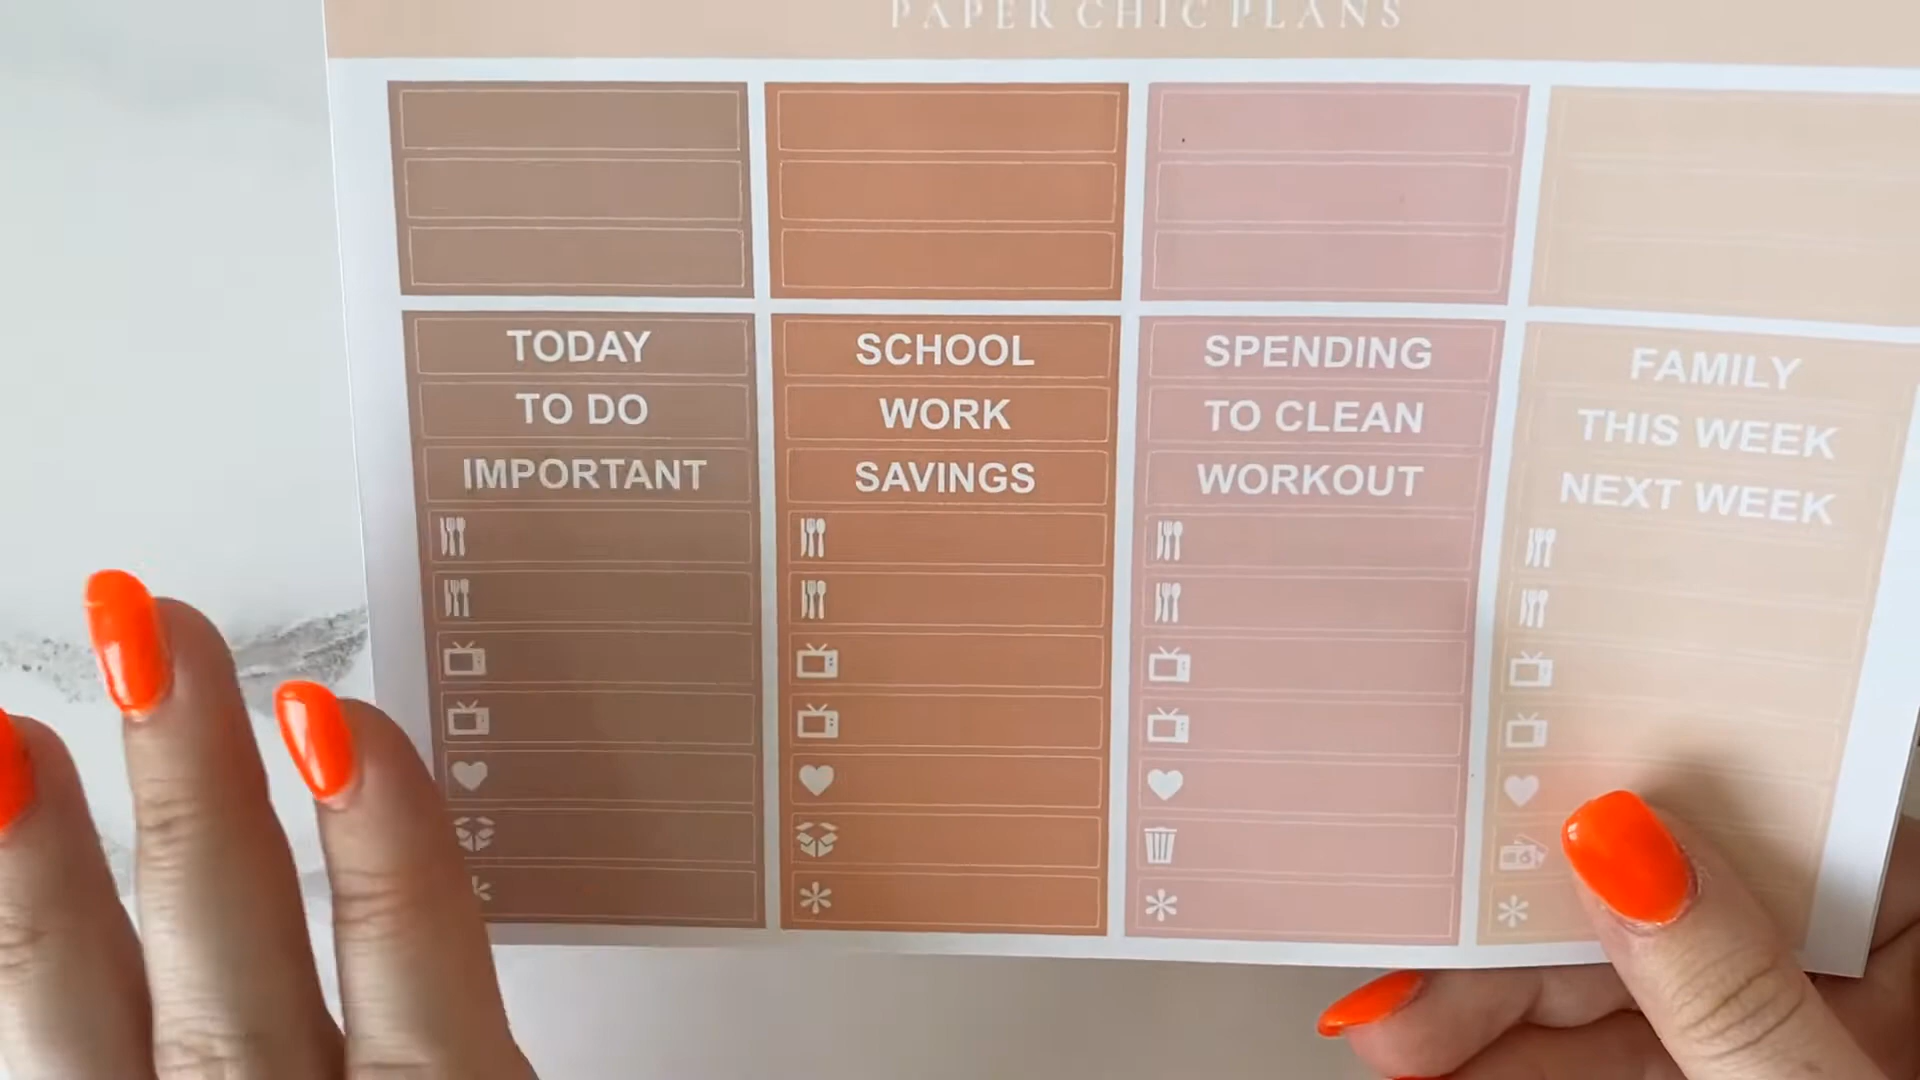 PAPER CHIC PLANS
TODAY
TO DO
IMPORTANT
SCHOOL
WORK
SAVINGS
SPENDING
TO CLEAN
WORKOUT
FAMILY
THIS WEEK
NEXT WEEK